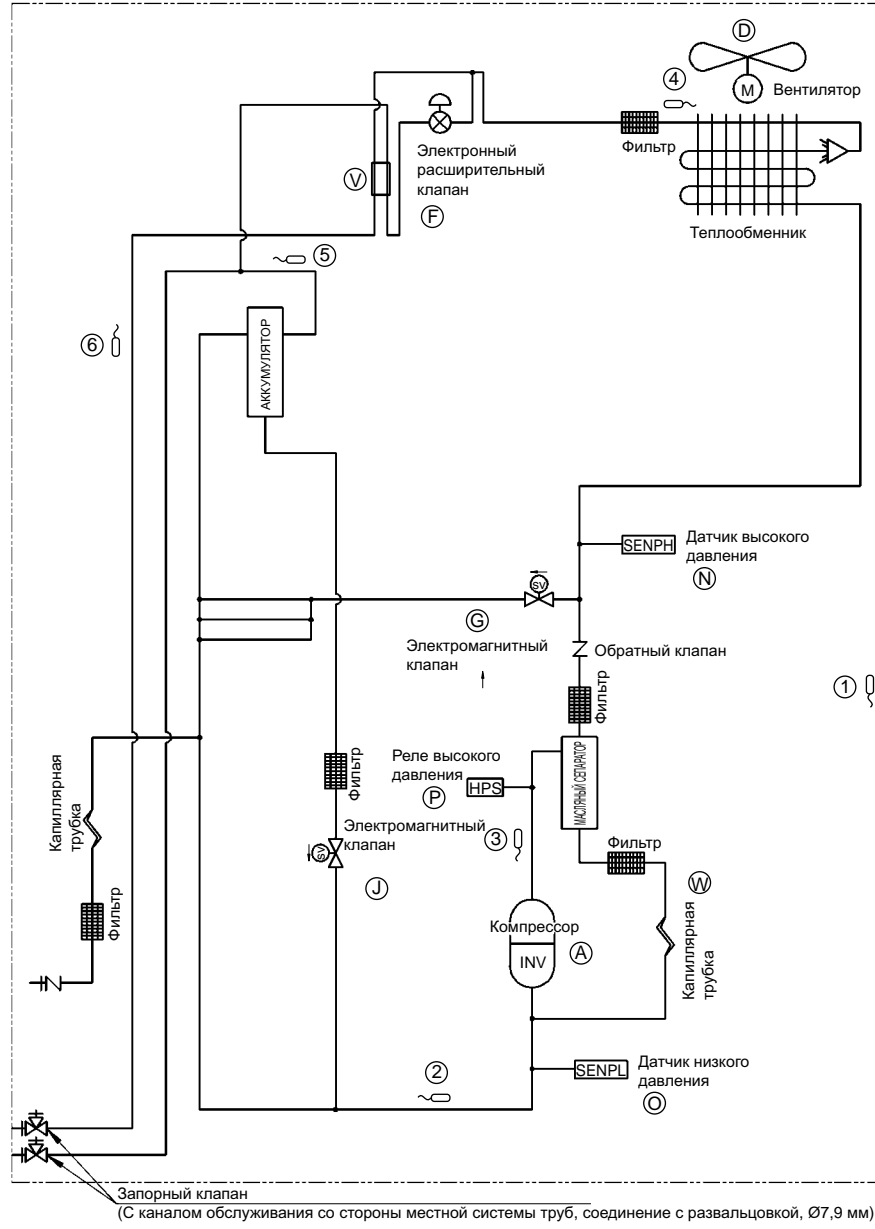 D
4
M
Вентилятор
Фильтр
Электронный
расширительный
клапан
V
F
Теплообменник
5
6
АККУМУЛЯТОР
SENPH
Датчик высокого
давления
N
SV
G
Электромагнитный
клапан
Обратный клапан
1
Фильтр
Капиллярная
трубка
Фильтр
Реле высокого
давления
P
HPS
МАСЛЯНЫЙ СЕПАРАТОР
Электромагнитный
клапан
SV
3
Фильтр
J
W
Фильтр
Компрессор
INV
A
Капиллярная
трубка
2
SENPL
Датчик низкого
давления
O
Запорный клапан
(С каналом обслуживания со стороны местной системы труб, соединение с развальцовкой, Ø7,9 мм)